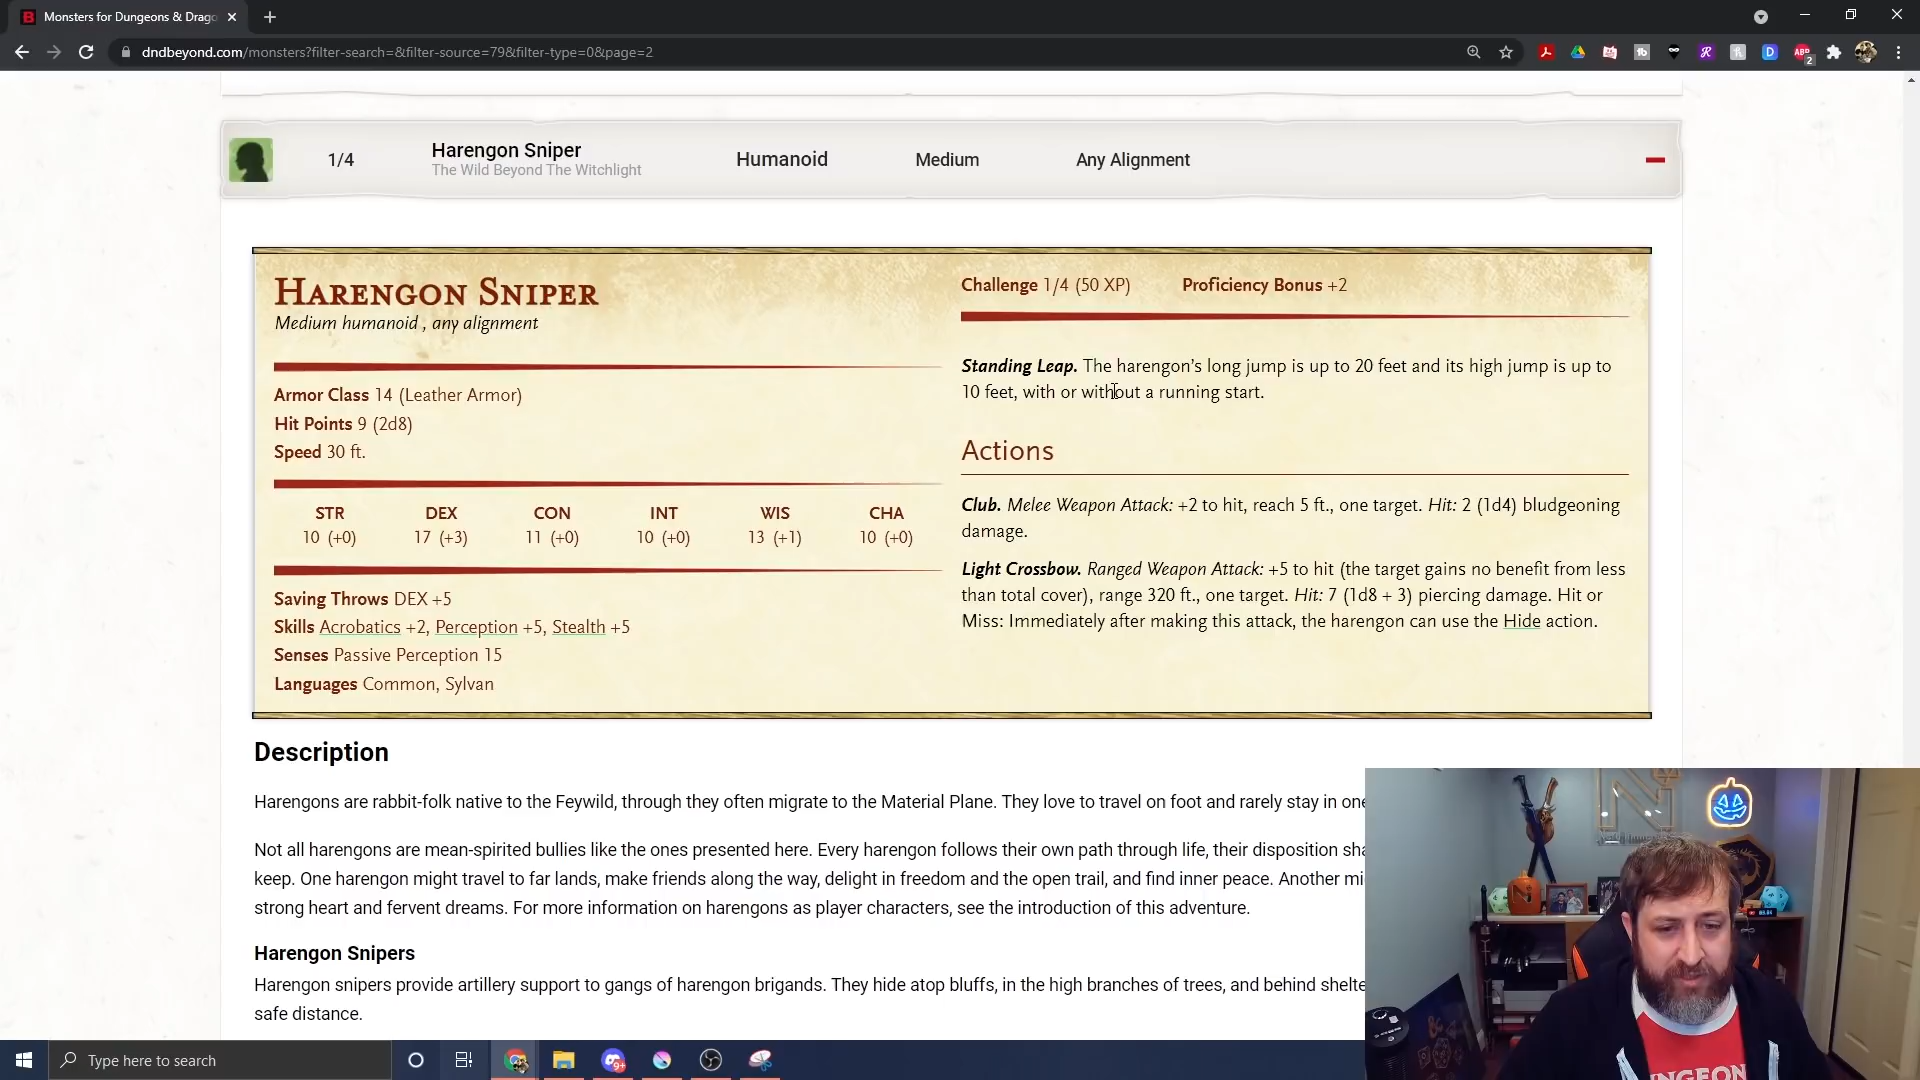 Monsters for Dungeons & Drago
dndbeyond.com/monsters?filter-search=&filter-source=79&filter-type=0&page=2
1/4
Harengon Sniper
The Wild Beyond The Witchlight
Humanoid
Medium
Any Alignment
Harengon Sniper
Medium humanoid , any alignment
Armor Class 14 (Leather Armor)
Hit Points 9 (2d8)
Speed 30 ft.
STR DEX CON INT WIS CHA
10 (+0) 17 (+3) 11 (+0) 10 (+0) 13 (+1) 10 (+0)
Saving Throws DEX +5
Skills Acrobatics +2, Perception +5, Stealth +5
Senses Passive Perception 15
Languages Common, Sylvan
Challenge 1/4 (50 XP) Proficiency Bonus +2
Standing Leap. The harengon's long jump is up to 20 feet and its high jump is up to
10 feet, with or without a running start.
Actions
Club. Melee Weapon Attack: +2 to hit, reach 5 ft., one target. Hit: 2 (1d4) bludgeoning
damage.
Light Crossbow. Ranged Weapon Attack: +5 to hit (the target gains no benefit from less
than total cover), range 320 ft., one target. Hit: 7 (1d8 + 3) piercing damage. Hit or
Miss: Immediately after making this attack, the harengon can use the Hide action.
Description
Harengons are rabbit-folk native to the Feywild, through they often migrate to the Material Plane. They love to travel on foot and rarely stay in one
Not all harengons are mean-spirited bullies like the ones presented here. Every harengon follows their own path through life, their disposition sha
keep. One harengon might travel to far lands, make friends along the way, delight in freedom and the open trail, and find inner peace. Another mi
strong heart and fervent dreams. For more information on harengons as player characters, see the introduction of this adventure.
Harengon Snipers
Harengon snipers provide artillery support to gangs of harengon brigands. They hide atop bluffs, in the high branches of trees, and behind shelte
safe distance.
Type here to search